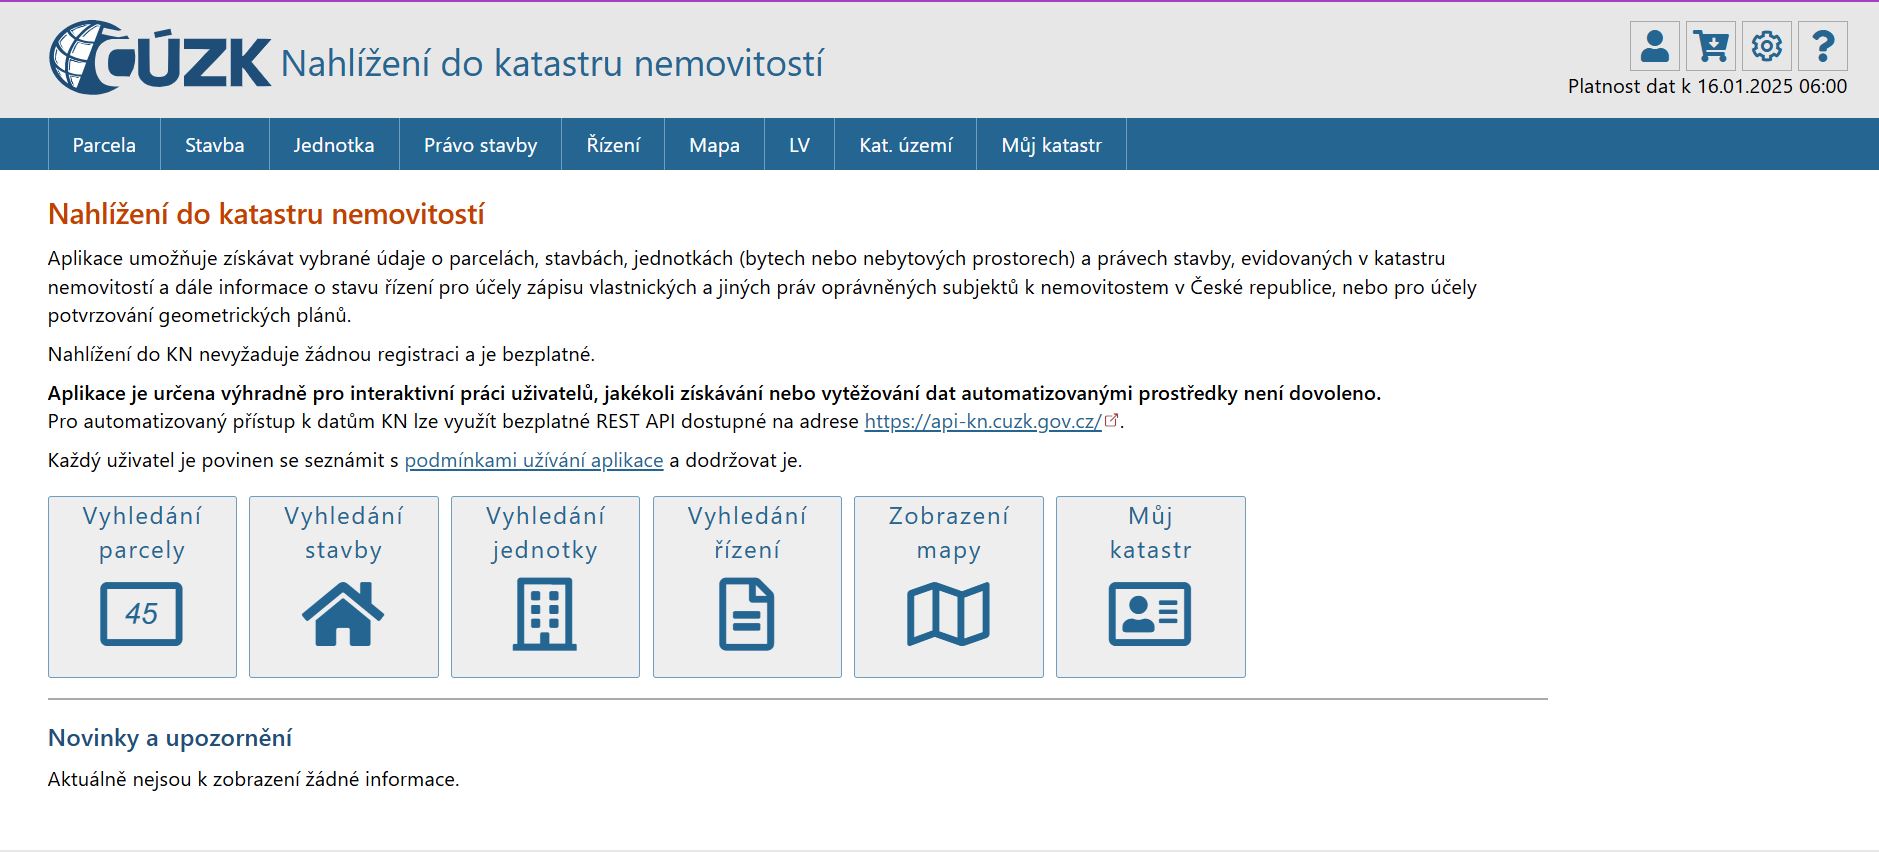 ČÚZK Nahlížení do katastru nemovitostí
Platnost dat k 16.01.2025 06:00
Parcela Stavba Jednotka Právo stavby Řízení Mapa LV Kat. území Můj katastr
Nahlížení do katastru nemovitostí
Aplikace umožňuje získávat vybrané údaje o parcelách, stavbách, jednotkách (bytech nebo nebytových prostorech) a právech stavby, evidovaných v katastru
nemovitostí a dále informace o stavu řízení pro účely zápisu vlastnických a jiných práv oprávněných subjektů k nemovitostem v České republice, nebo pro účely
potvrzování geometrických plánů.
Nahlížení do KN nevyžaduje žádnou registraci a je bezplatné.
Aplikace je určena výhradně pro interaktivní práci uživatelů, jakékoli získávání nebo vytěžování dat automatizovanými prostředky není dovoleno.
Pro automatizovaný přístup k datům KN lze využít bezplatné REST API dostupné na adrese https://api-kn.cuzk.gov.cz/.
Každý uživatel je povinen se seznámit s podmínkami užívání aplikace a dodržovat je.
Vyhledání
parcely
45
Vyhledání
stavby
Vyhledání
jednotky
Vyhledání
řízení
Zobrazení
mapy
Můj
katastr
Novinky a upozornění
Aktuálně nejsou k zobrazení žádné informace.